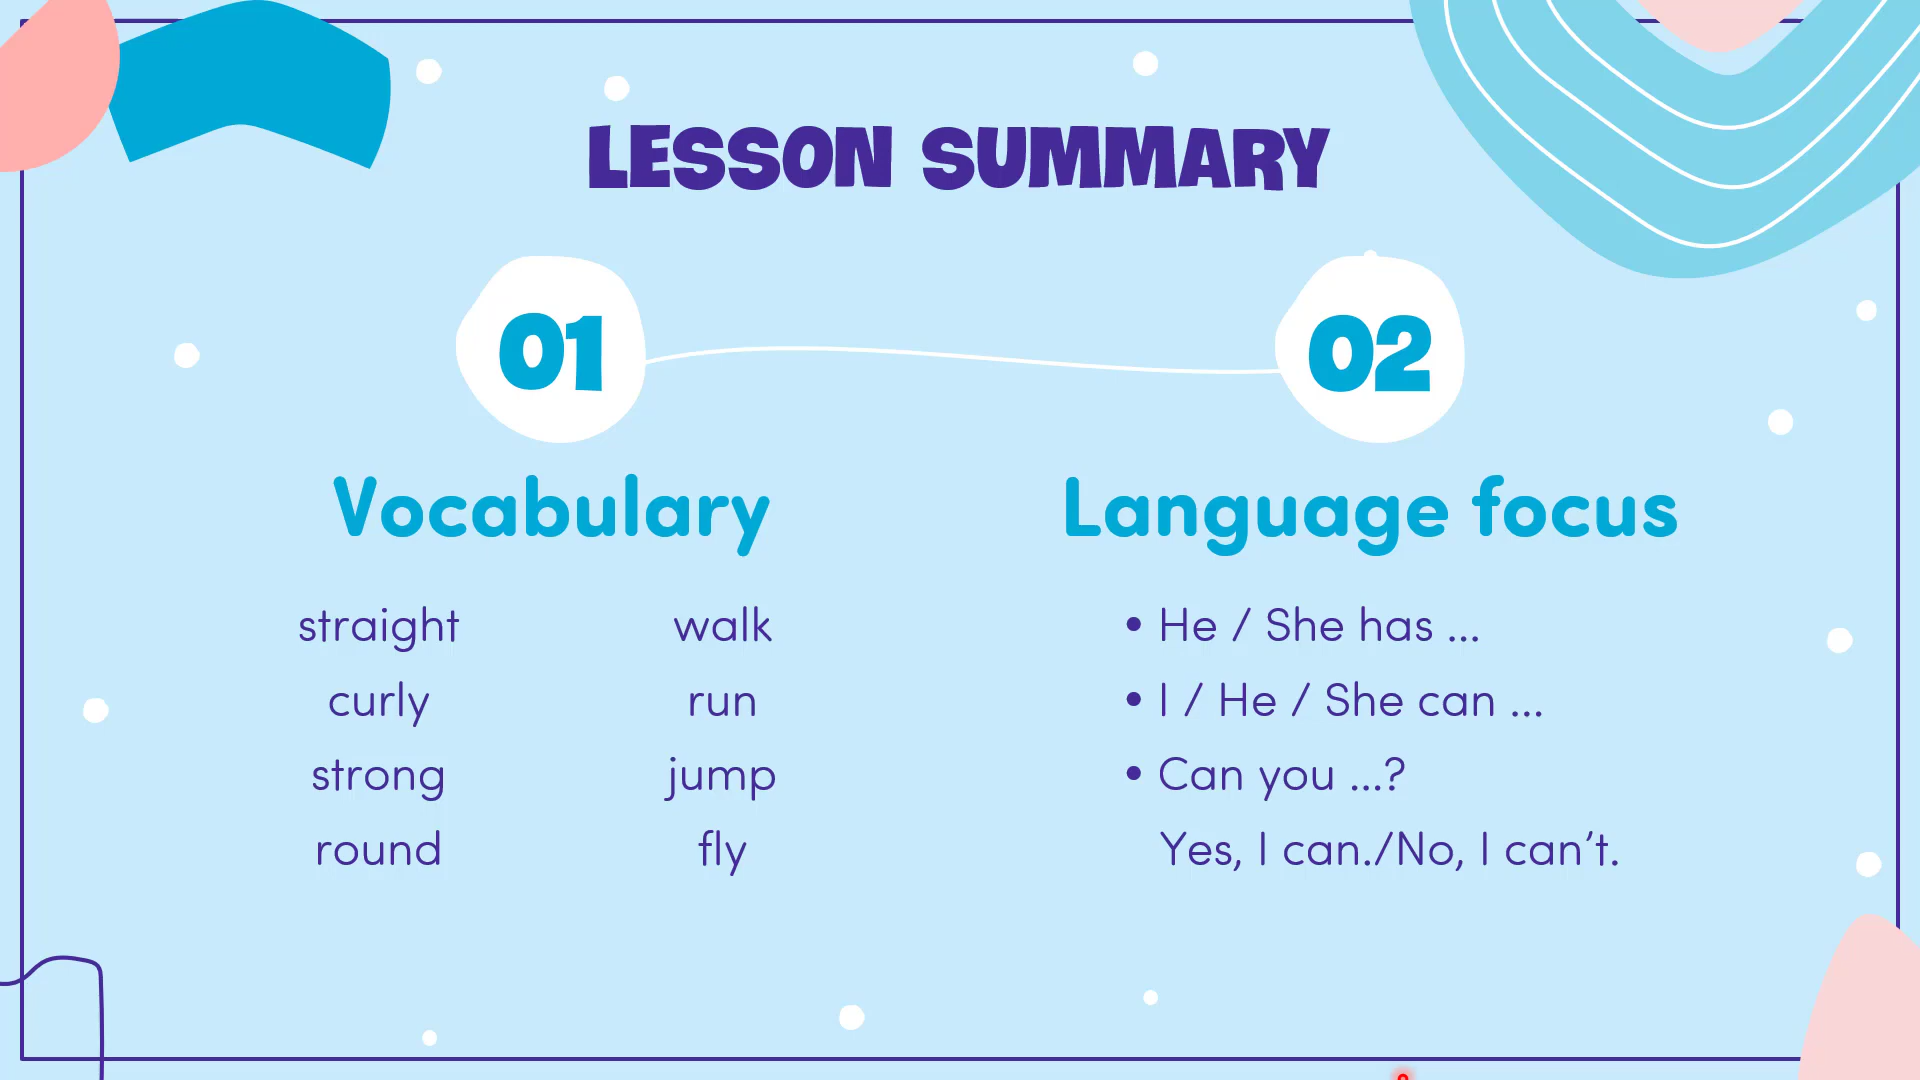 LESSON SUMMARY
01
Vocabulary
straight walk
curly run
strong jump
round fly
02
Language focus
• He / She has ...
• I / He / She can ...
• Can you ...?
Yes, I can./No, I can’t.